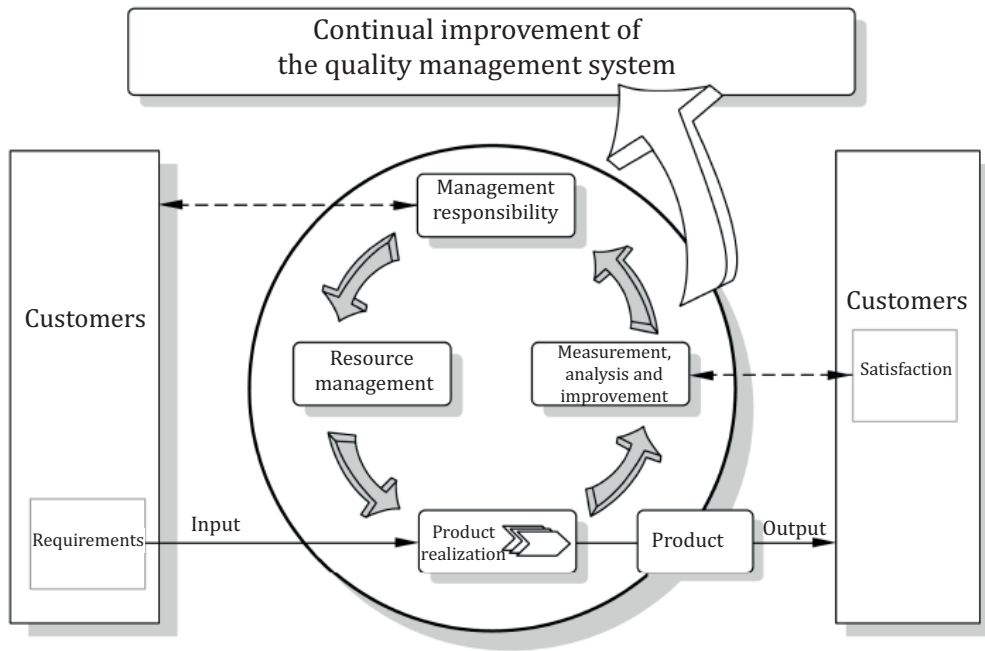 Continual improvement of
the quality management system
Management
responsibility
Customers
Customers
Resource
management
Measurement,
analysis and
improvement
Satisfaction
Requirements
Input
Product
realization
Product
Output